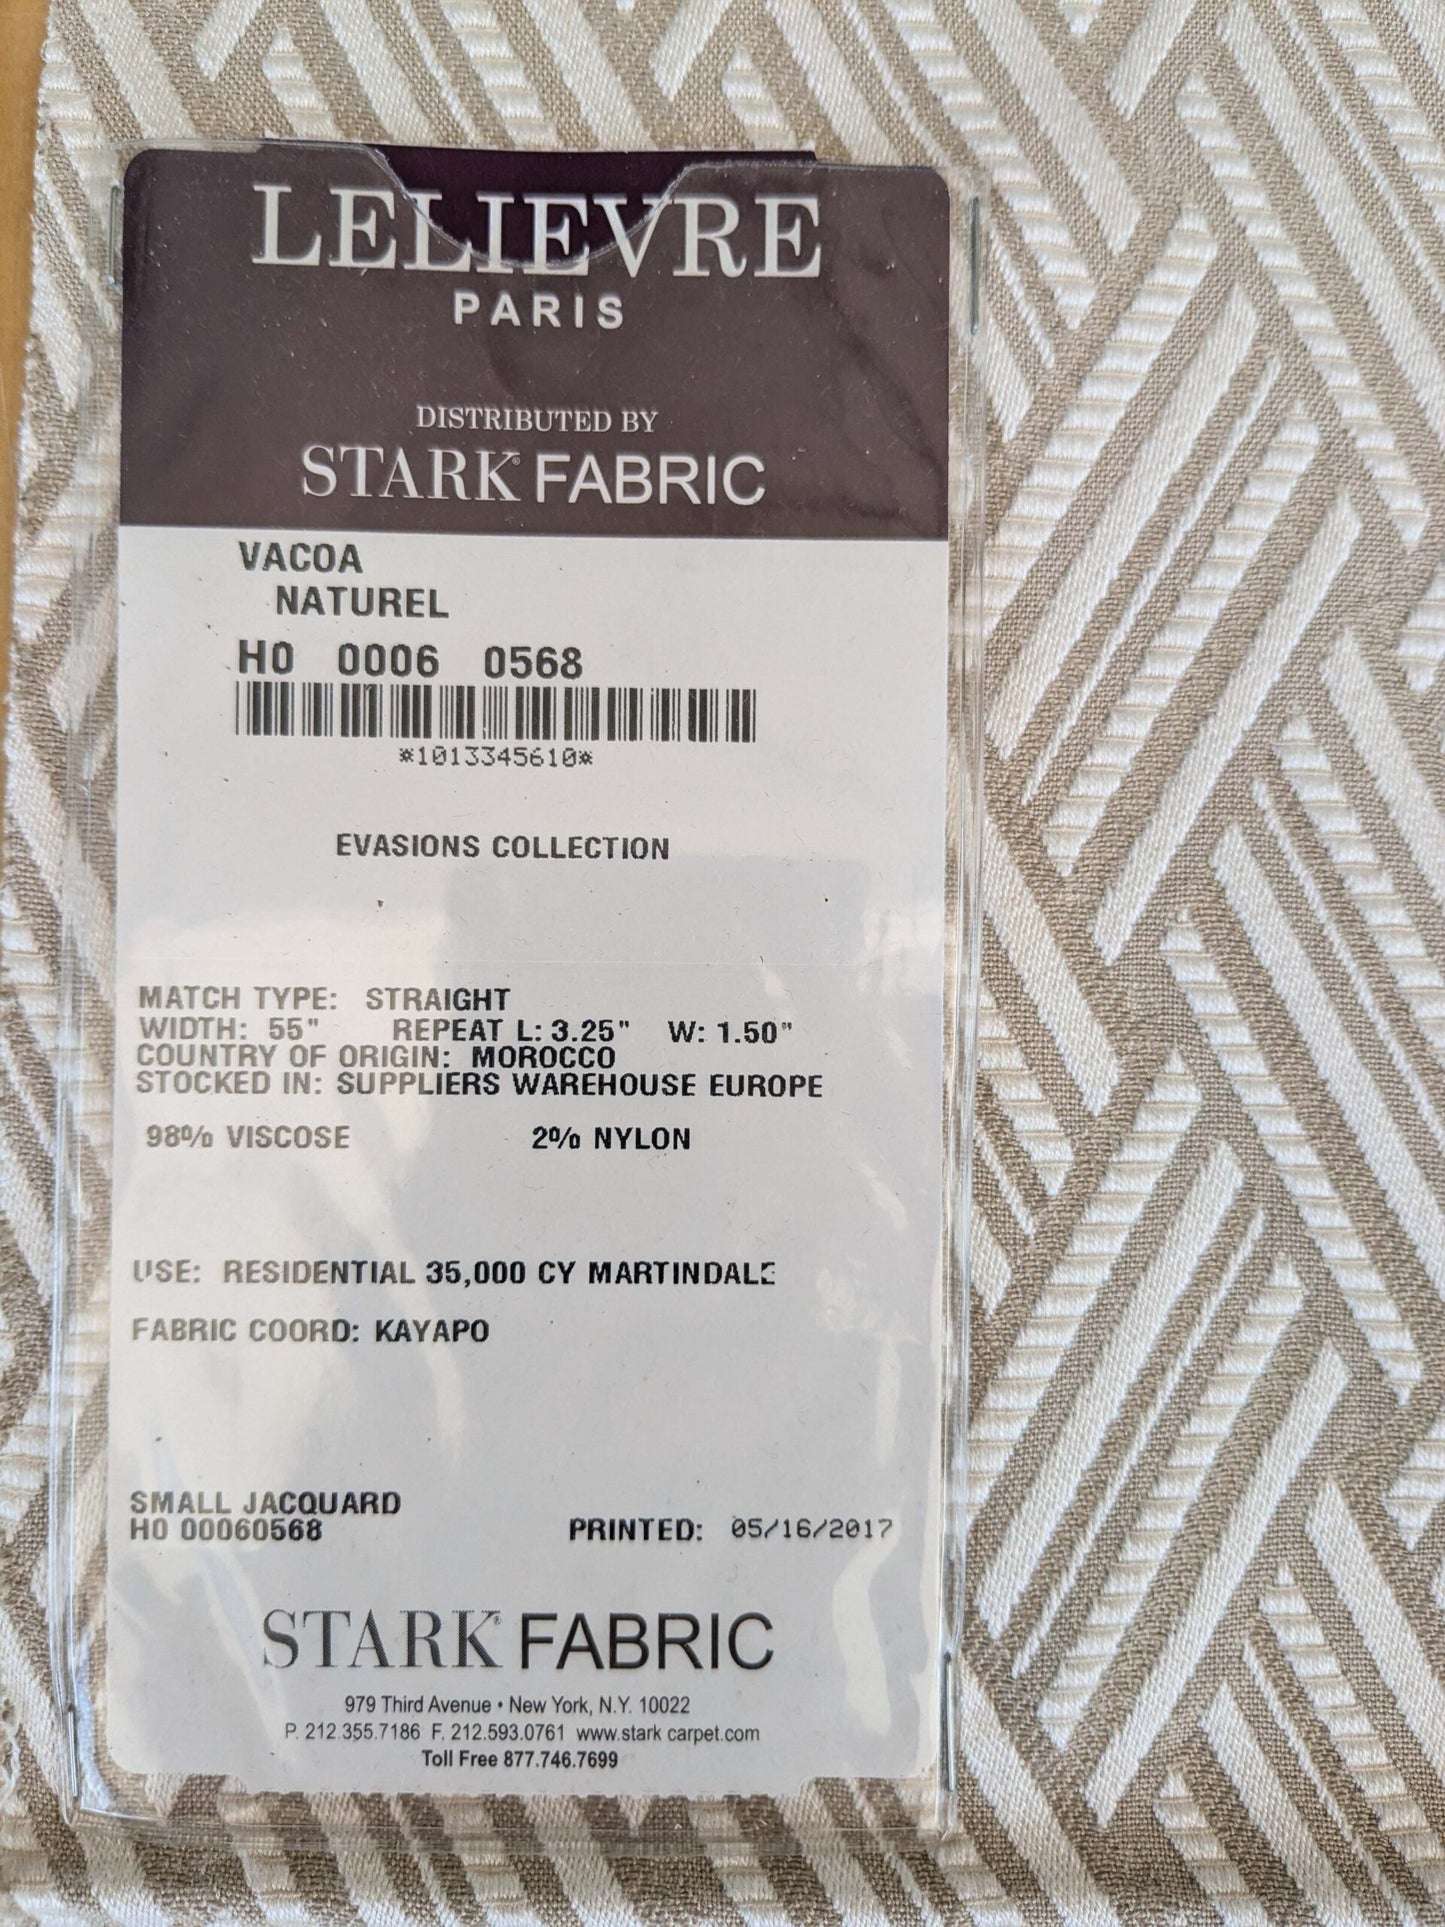 LELIEVRE
PARIS
DISTRIBUTED BY
STARK® FABRIC
VACOA
NATUREL
H0 0006 0568
*1013345610*
EVASIONS COLLECTION
MATCH TYPE: STRAIGHT
WIDTH: 55" REPEAT L: 3.25" W: 1.50"
COUNTRY OF ORIGIN: MOROCCO
STOCKED IN: SUPPLIERS WAREHOUSE EUROPE
98% VISCOSE 2% NYLON
USE: RESIDENTIAL 35,000 CY MARTINDALE
FABRIC COORD: KAYAPO
SMALL JACQUARD
H0 00060568 PRINTED: 05/16/2017
STARK® FABRIC
979 Third Avenue • New York, N.Y. 10022
P. 212.355.7186 F. 212.593.0761 www.stark carpet.com
Toll Free 877.746.7699